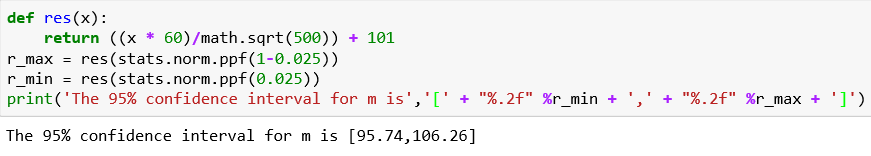 def res(x):
    return ((x * 60)/math.sqrt(500)) + 101
r_max = res(stats.norm.ppf(1-0.025))
r_min = res(stats.norm.ppf(0.025))
print('The 95% confidence interval for m is','[' + "%.2f" %r_min + ',' + "%.2f" %r_max + ']')
The 95% confidence interval for m is [95.74,106.26]